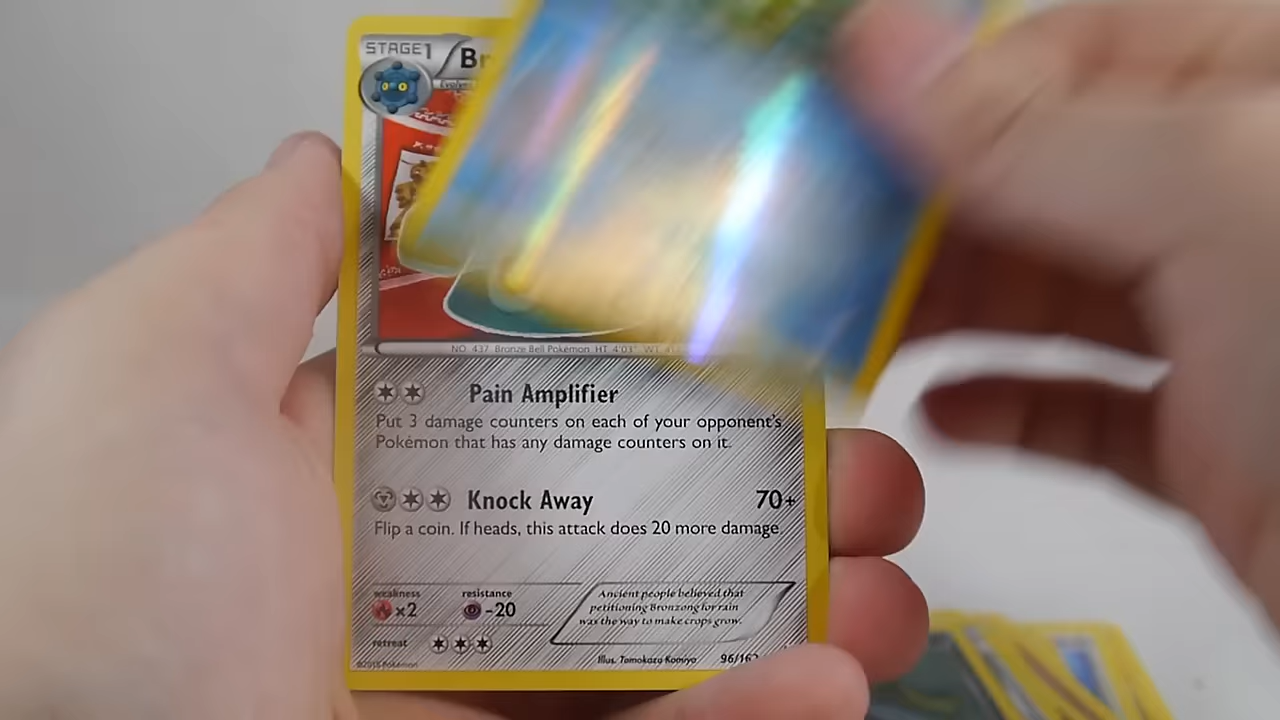 STAGE1 Br
NO. 437 Bronze Bell Pokémon HT 4'03"
Pain Amplifier
Put 3 damage counters on each of your opponent's
Pokémon that has any damage counters on it.
Knock Away 70+
Flip a coin. If heads, this attack does 20 more damage.
weakness resistance
×2 -20
retreat
Ancient people believed that
petitioning Bronzong for rain
was the way to make crops grow.
©2015 Pokémon
Illus. Tomokazu Komiya 96/162